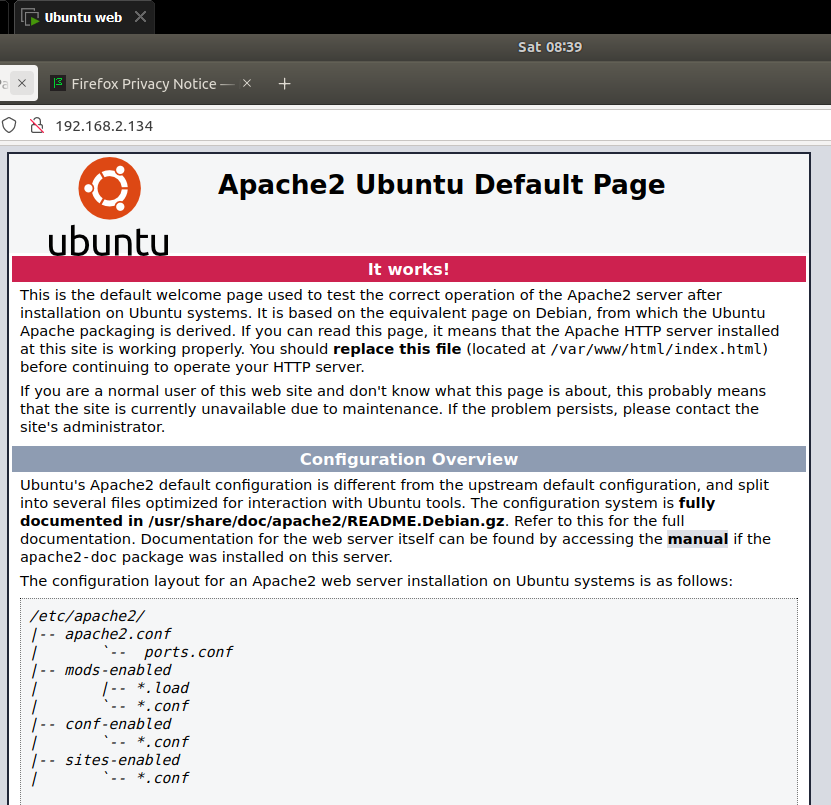 Ubuntu web
Sat 08:39
Firefox Privacy Notice —
192.168.2.134
ubuntu
Apache2 Ubuntu Default Page
It works!
This is the default welcome page used to test the correct operation of the Apache2 server after
installation on Ubuntu systems. It is based on the equivalent page on Debian, from which the Ubuntu
Apache packaging is derived. If you can read this page, it means that the Apache HTTP server installed
at this site is working properly. You should replace this file (located at /var/www/html/index.html)
before continuing to operate your HTTP server.
If you are a normal user of this web site and don't know what this page is about, this probably means
that the site is currently unavailable due to maintenance. If the problem persists, please contact the
site's administrator.
Configuration Overview
Ubuntu's Apache2 default configuration is different from the upstream default configuration, and split
into several files optimized for interaction with Ubuntu tools. The configuration system is fully
documented in /usr/share/doc/apache2/README.Debian.gz. Refer to this for the full
documentation. Documentation for the web server itself can be found by accessing the manual if the
apache2-doc package was installed on this server.
The configuration layout for an Apache2 web server installation on Ubuntu systems is as follows:
/etc/apache2/
|-- apache2.conf
|       `--  ports.conf
|-- mods-enabled
|       |-- *.load
|       `-- *.conf
|-- conf-enabled
|       `-- *.conf
|-- sites-enabled
|       `-- *.conf